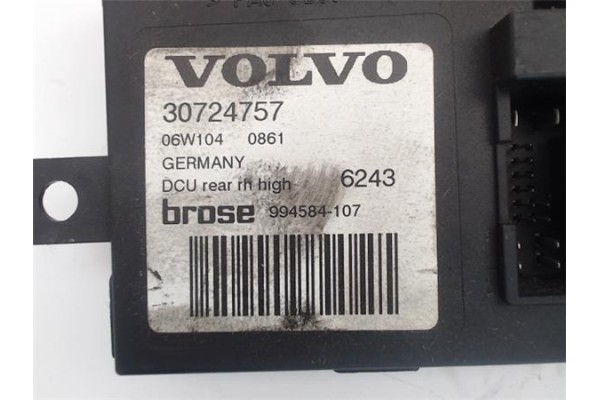 VOLVO
30724757
06W104 0861
GERMANY
DCU rear rh high 6243
brose 994584-107